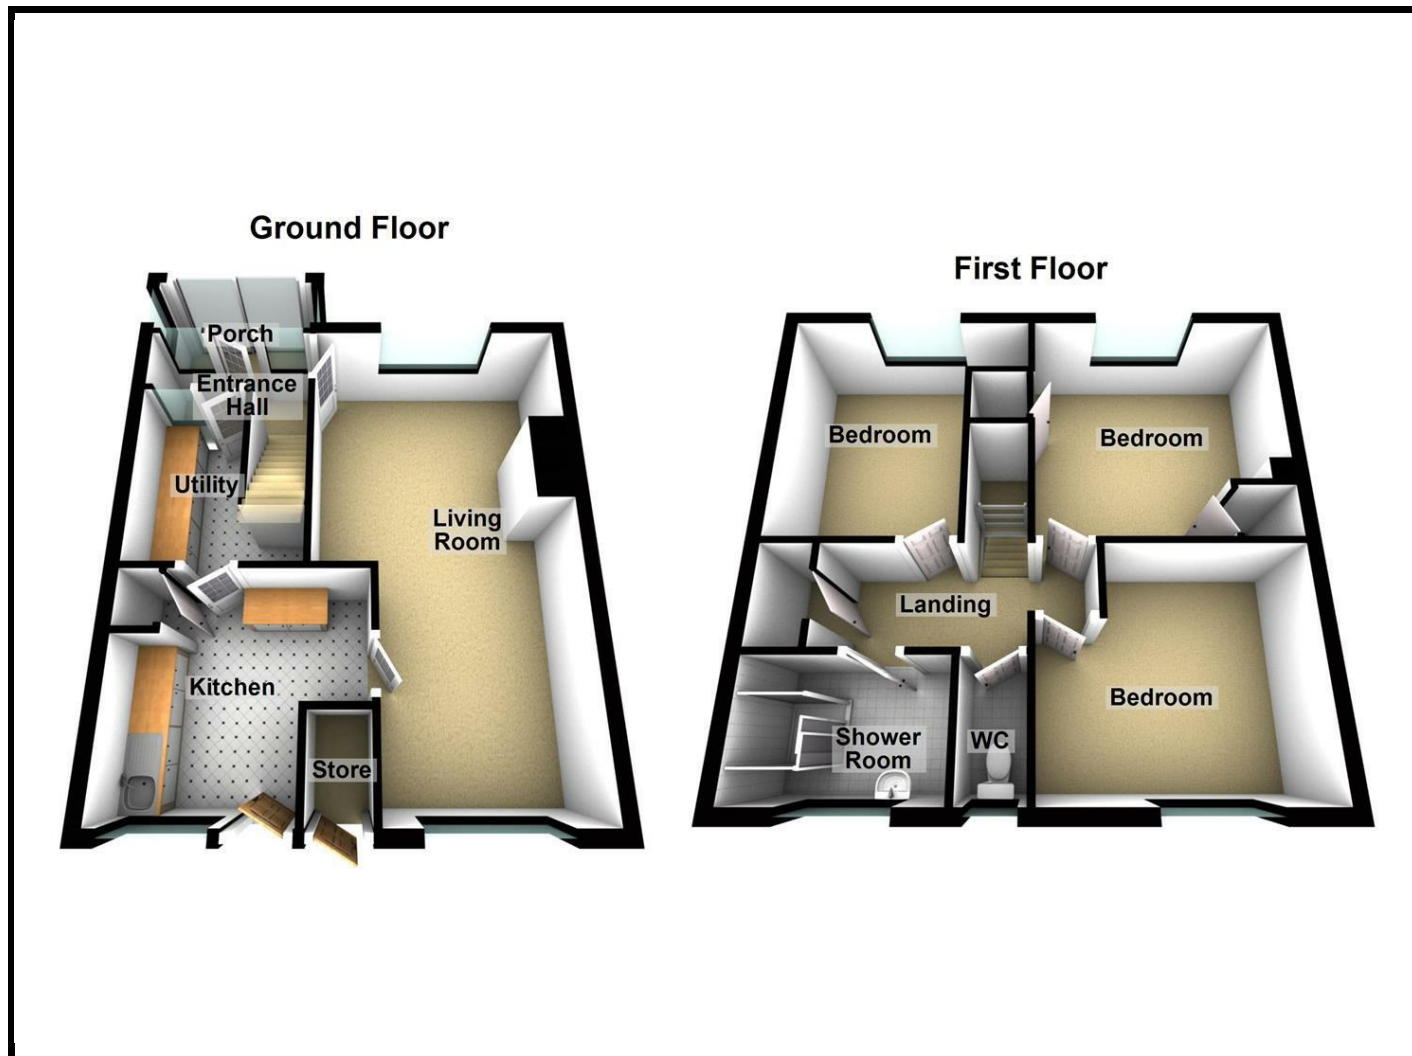 Ground Floor
Porch
Entrance
Hall
Utility
Living
Room
Kitchen
Store
First Floor
Bedroom
Bedroom
Landing
Bedroom
Shower
Room
WC